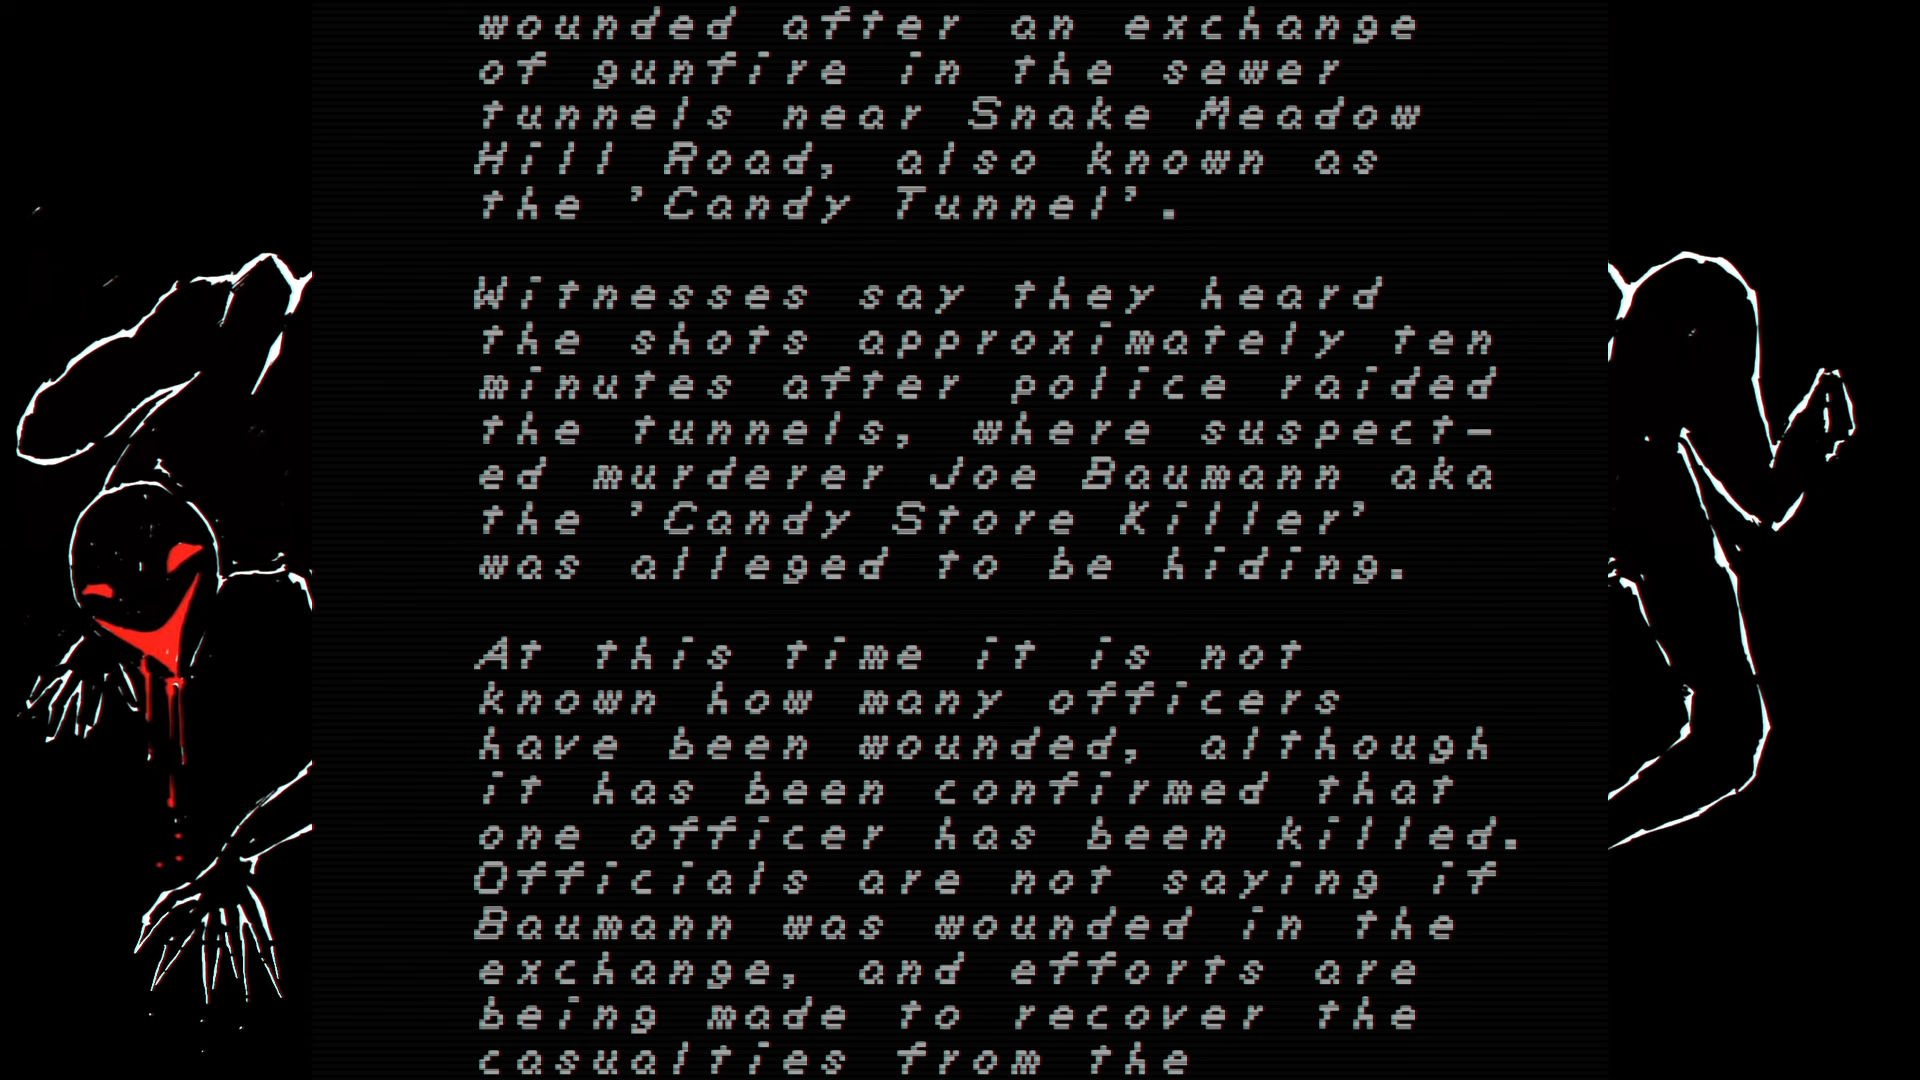 wounded after an exchange
of gunfire in the sewer
tunnels near Snake Meadow
Hill Road, also known as
the 'Candy Tunnel'.
Witnesses say they heard
the shots approximately ten
minutes after police raided
the tunnels, where suspect-
ed murderer Joe Baumann aka
the 'Candy Store Killer'
was alleged to be hiding.
At this time it is not
known how many officers
have been wounded, although
it has been confirmed that
one officer has been killed.
Officials are not saying if
Baumann was wounded in the
exchange, and efforts are
being made to recover the
casualties from the